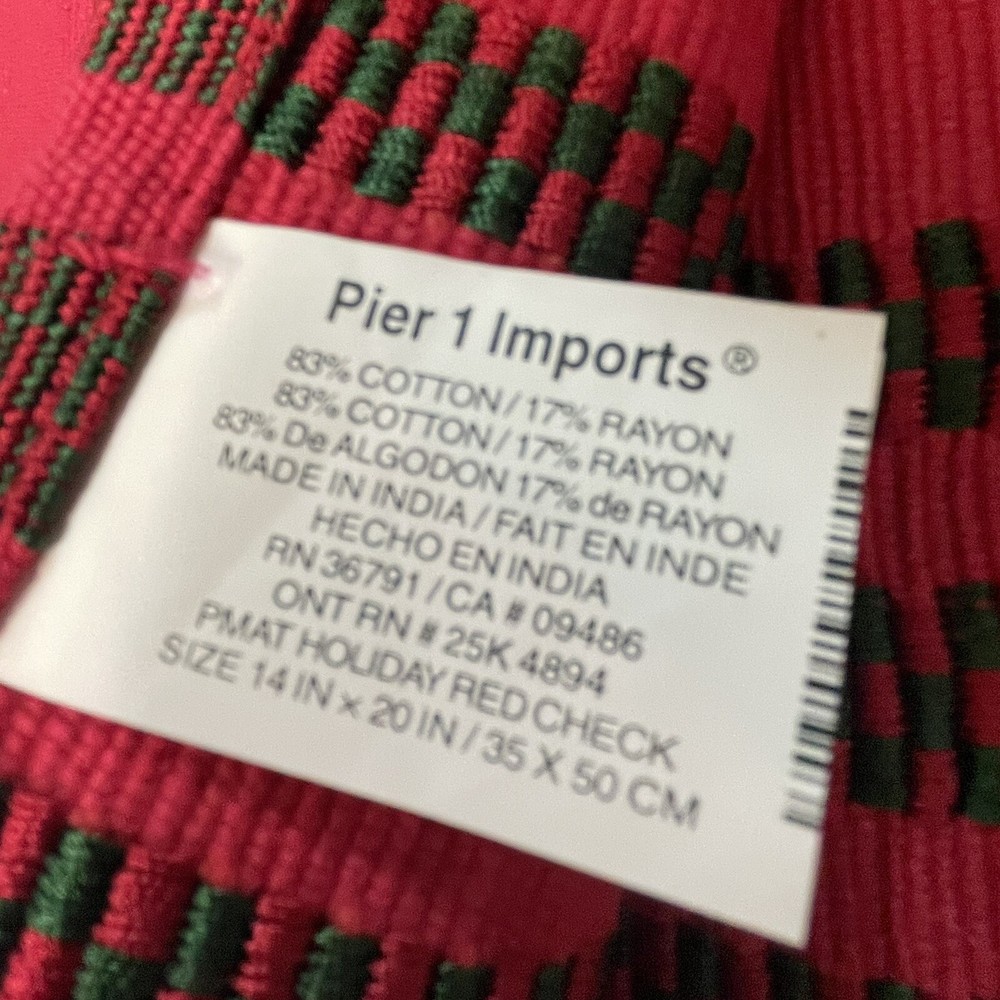 Pier 1 Imports®
83% COTTON / 17% RAYON
83% COTTON / 17% RAYON
83% De ALGODON 17% de RAYON
MADE IN INDIA / FAIT EN INDE
HECHO EN INDIA
RN 36791 / CA # 09486
ONT RN # 25K 4894
PMAT HOLIDAY RED CHECK
SIZE 14 IN x 20 IN / 35 X 50 CM